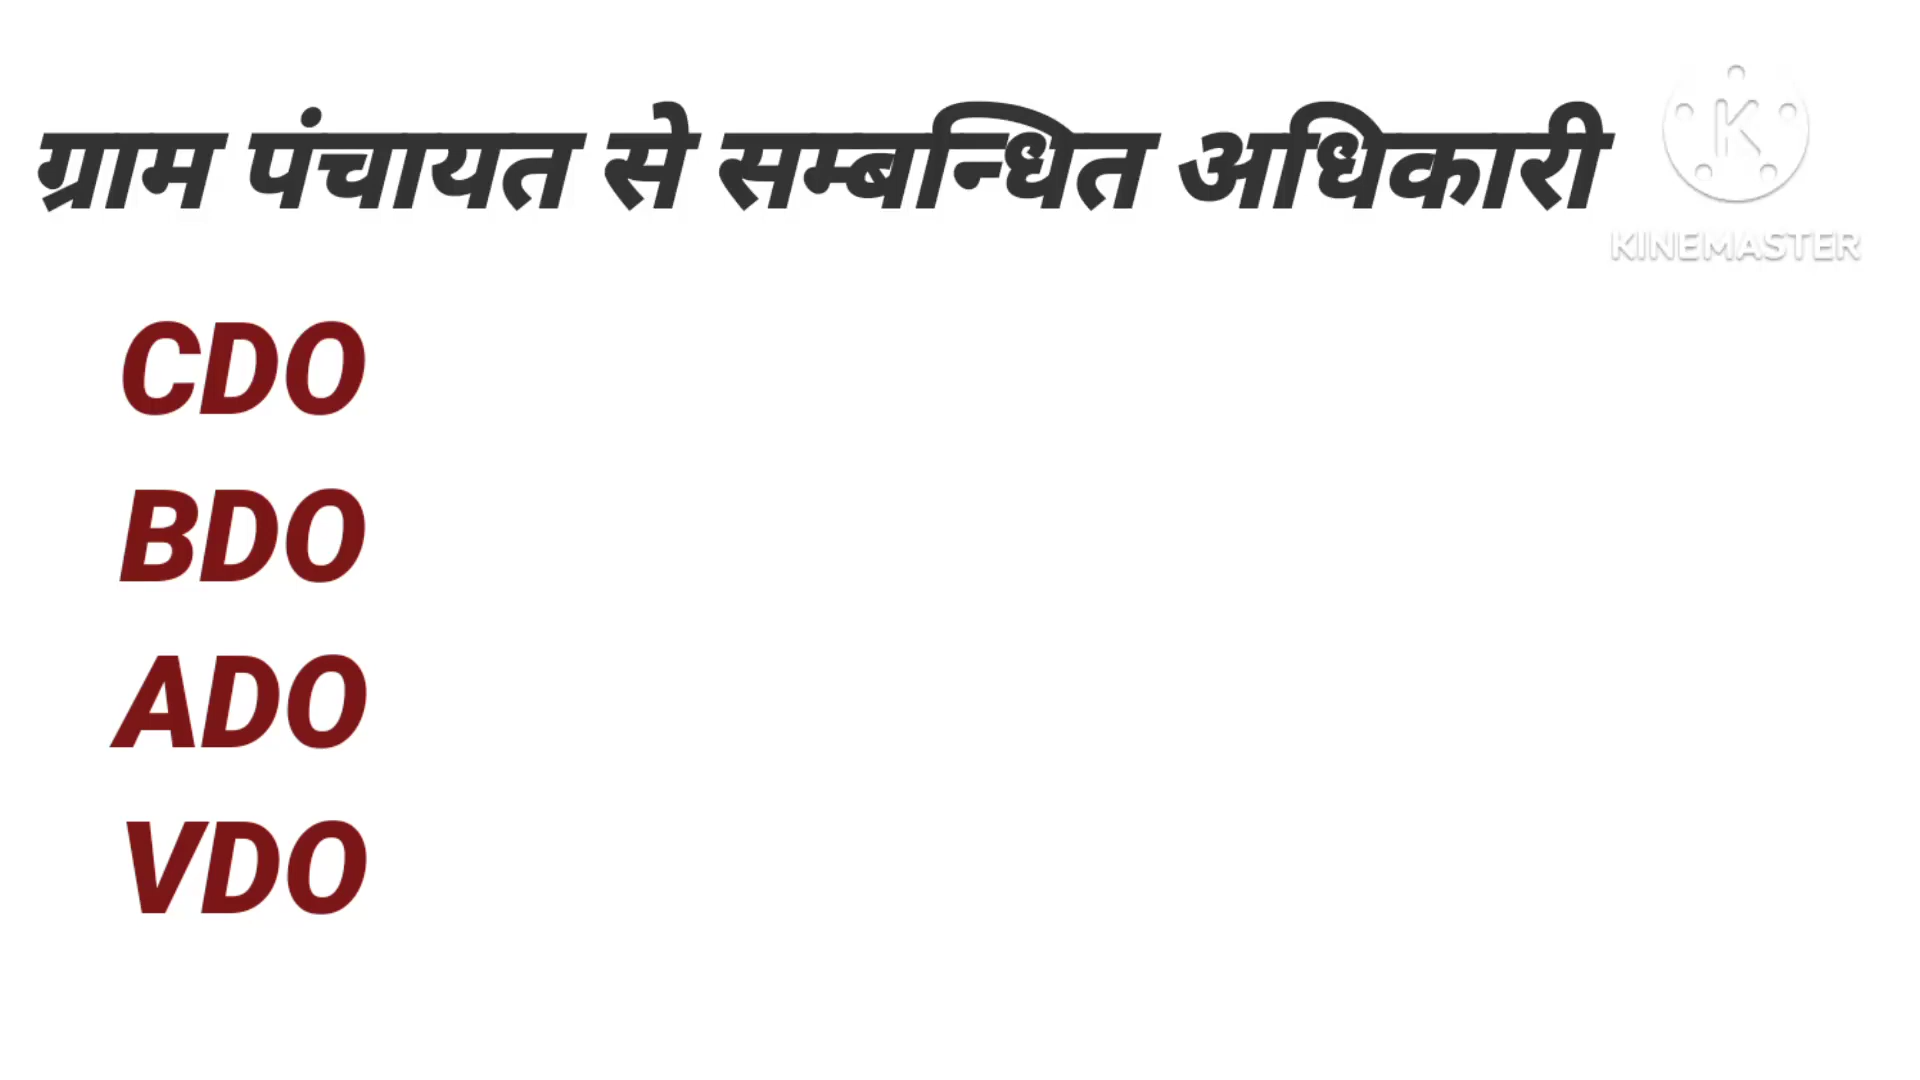 ग्राम पंचायत से सम्बन्धित अधिकारी
K
KINEMASTER
CDO
BDO
ADO
VDO